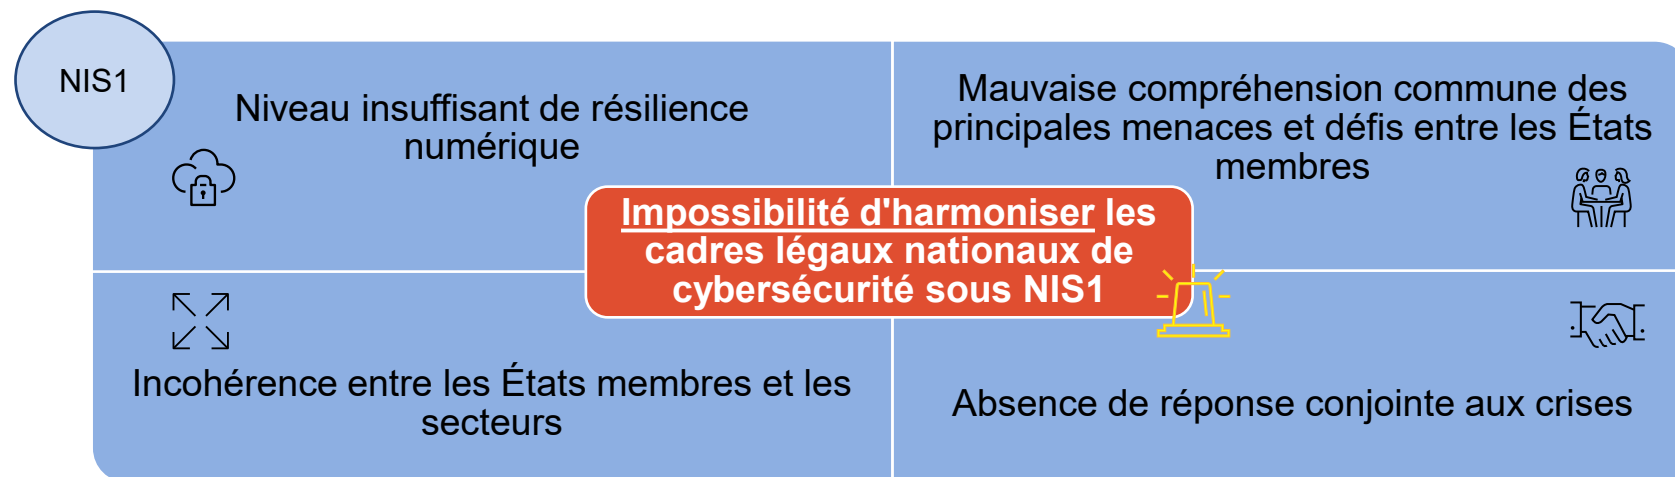 NIS1
Niveau insuffisant de résilience
numérique
Mauvaise compréhension commune des
principales menaces et défis entre les États
membres
Impossibilité d'harmoniser les
cadres légaux nationaux de
cybersécurité sous NIS1
Incohérence entre les États membres et les
secteurs
Absence de réponse conjointe aux crises